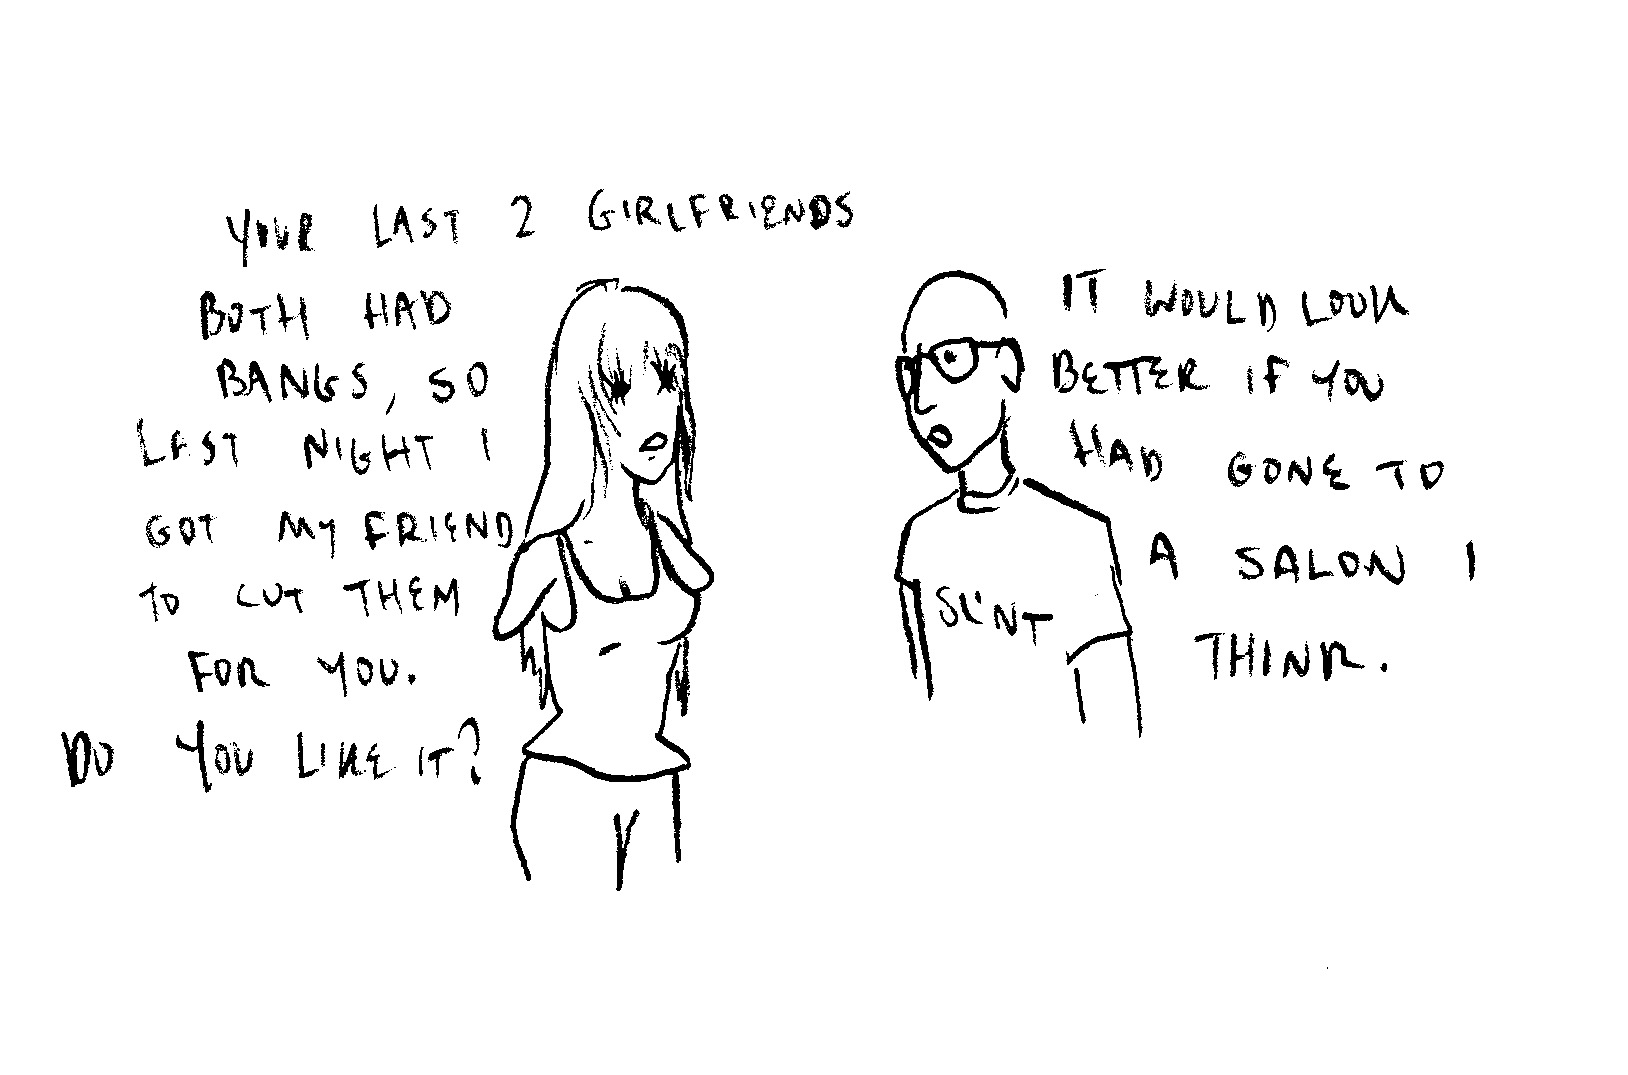 YOUR LAST 2 GIRLFRIENDS
BOTH HAD
BANGS, SO
LAST NIGHT I
GOT MY FRIEND
TO CUT THEM
FOR YOU.
DO YOU LIKE IT?
IT WOULD LOOK
BETTER IF YOU
HAD GONE TO
A SALON I
THINK.
SLINT